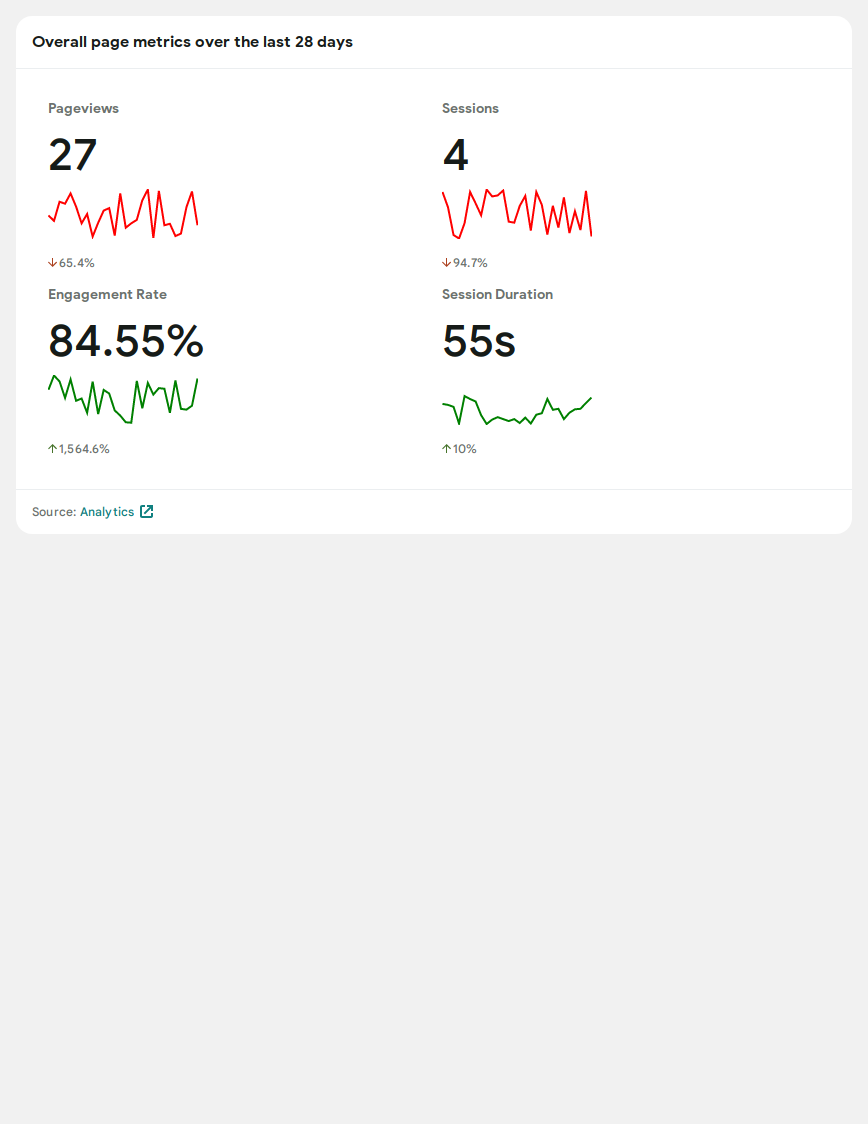 Overall page metrics over the last 28 days
Pageviews
27
65.4%
Sessions
4
94.7%
Engagement Rate
84.55%
1,564.6%
Session Duration
55s
10%
Source: Analytics